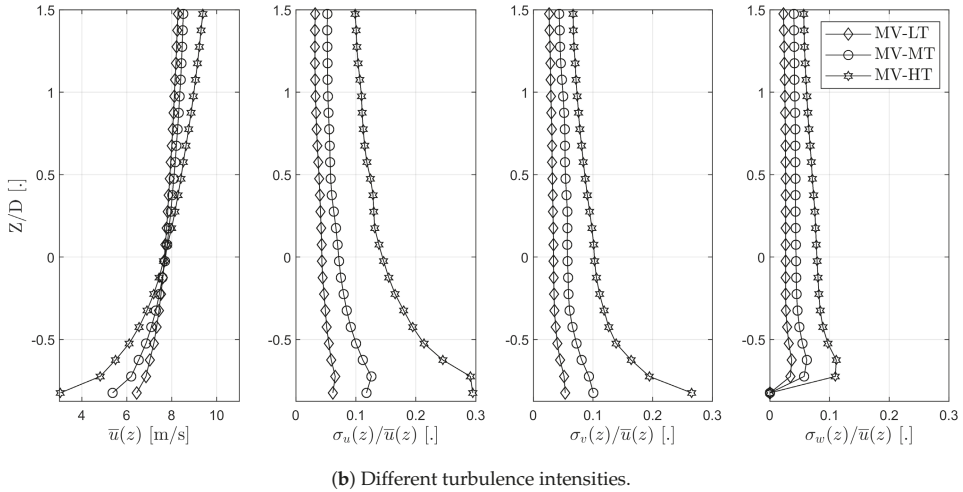 1.5
1
0.5
0
-0.5
Z/D [.]
4 6 8 10
u̅(z) [m/s]
1.5
1
0.5
0
-0.5
0 0.1 0.2 0.3
σᵤ(z)/u̅(z) [.]
1.5
1
0.5
0
-0.5
0 0.1 0.2 0.3
σᵥ(z)/u̅(z) [.]
1.5
1
0.5
0
-0.5
0 0.1 0.2 0.3
σ_w(z)/u̅(z) [.]
MV-LT
MV-MT
MV-HT
(b) Different turbulence intensities.